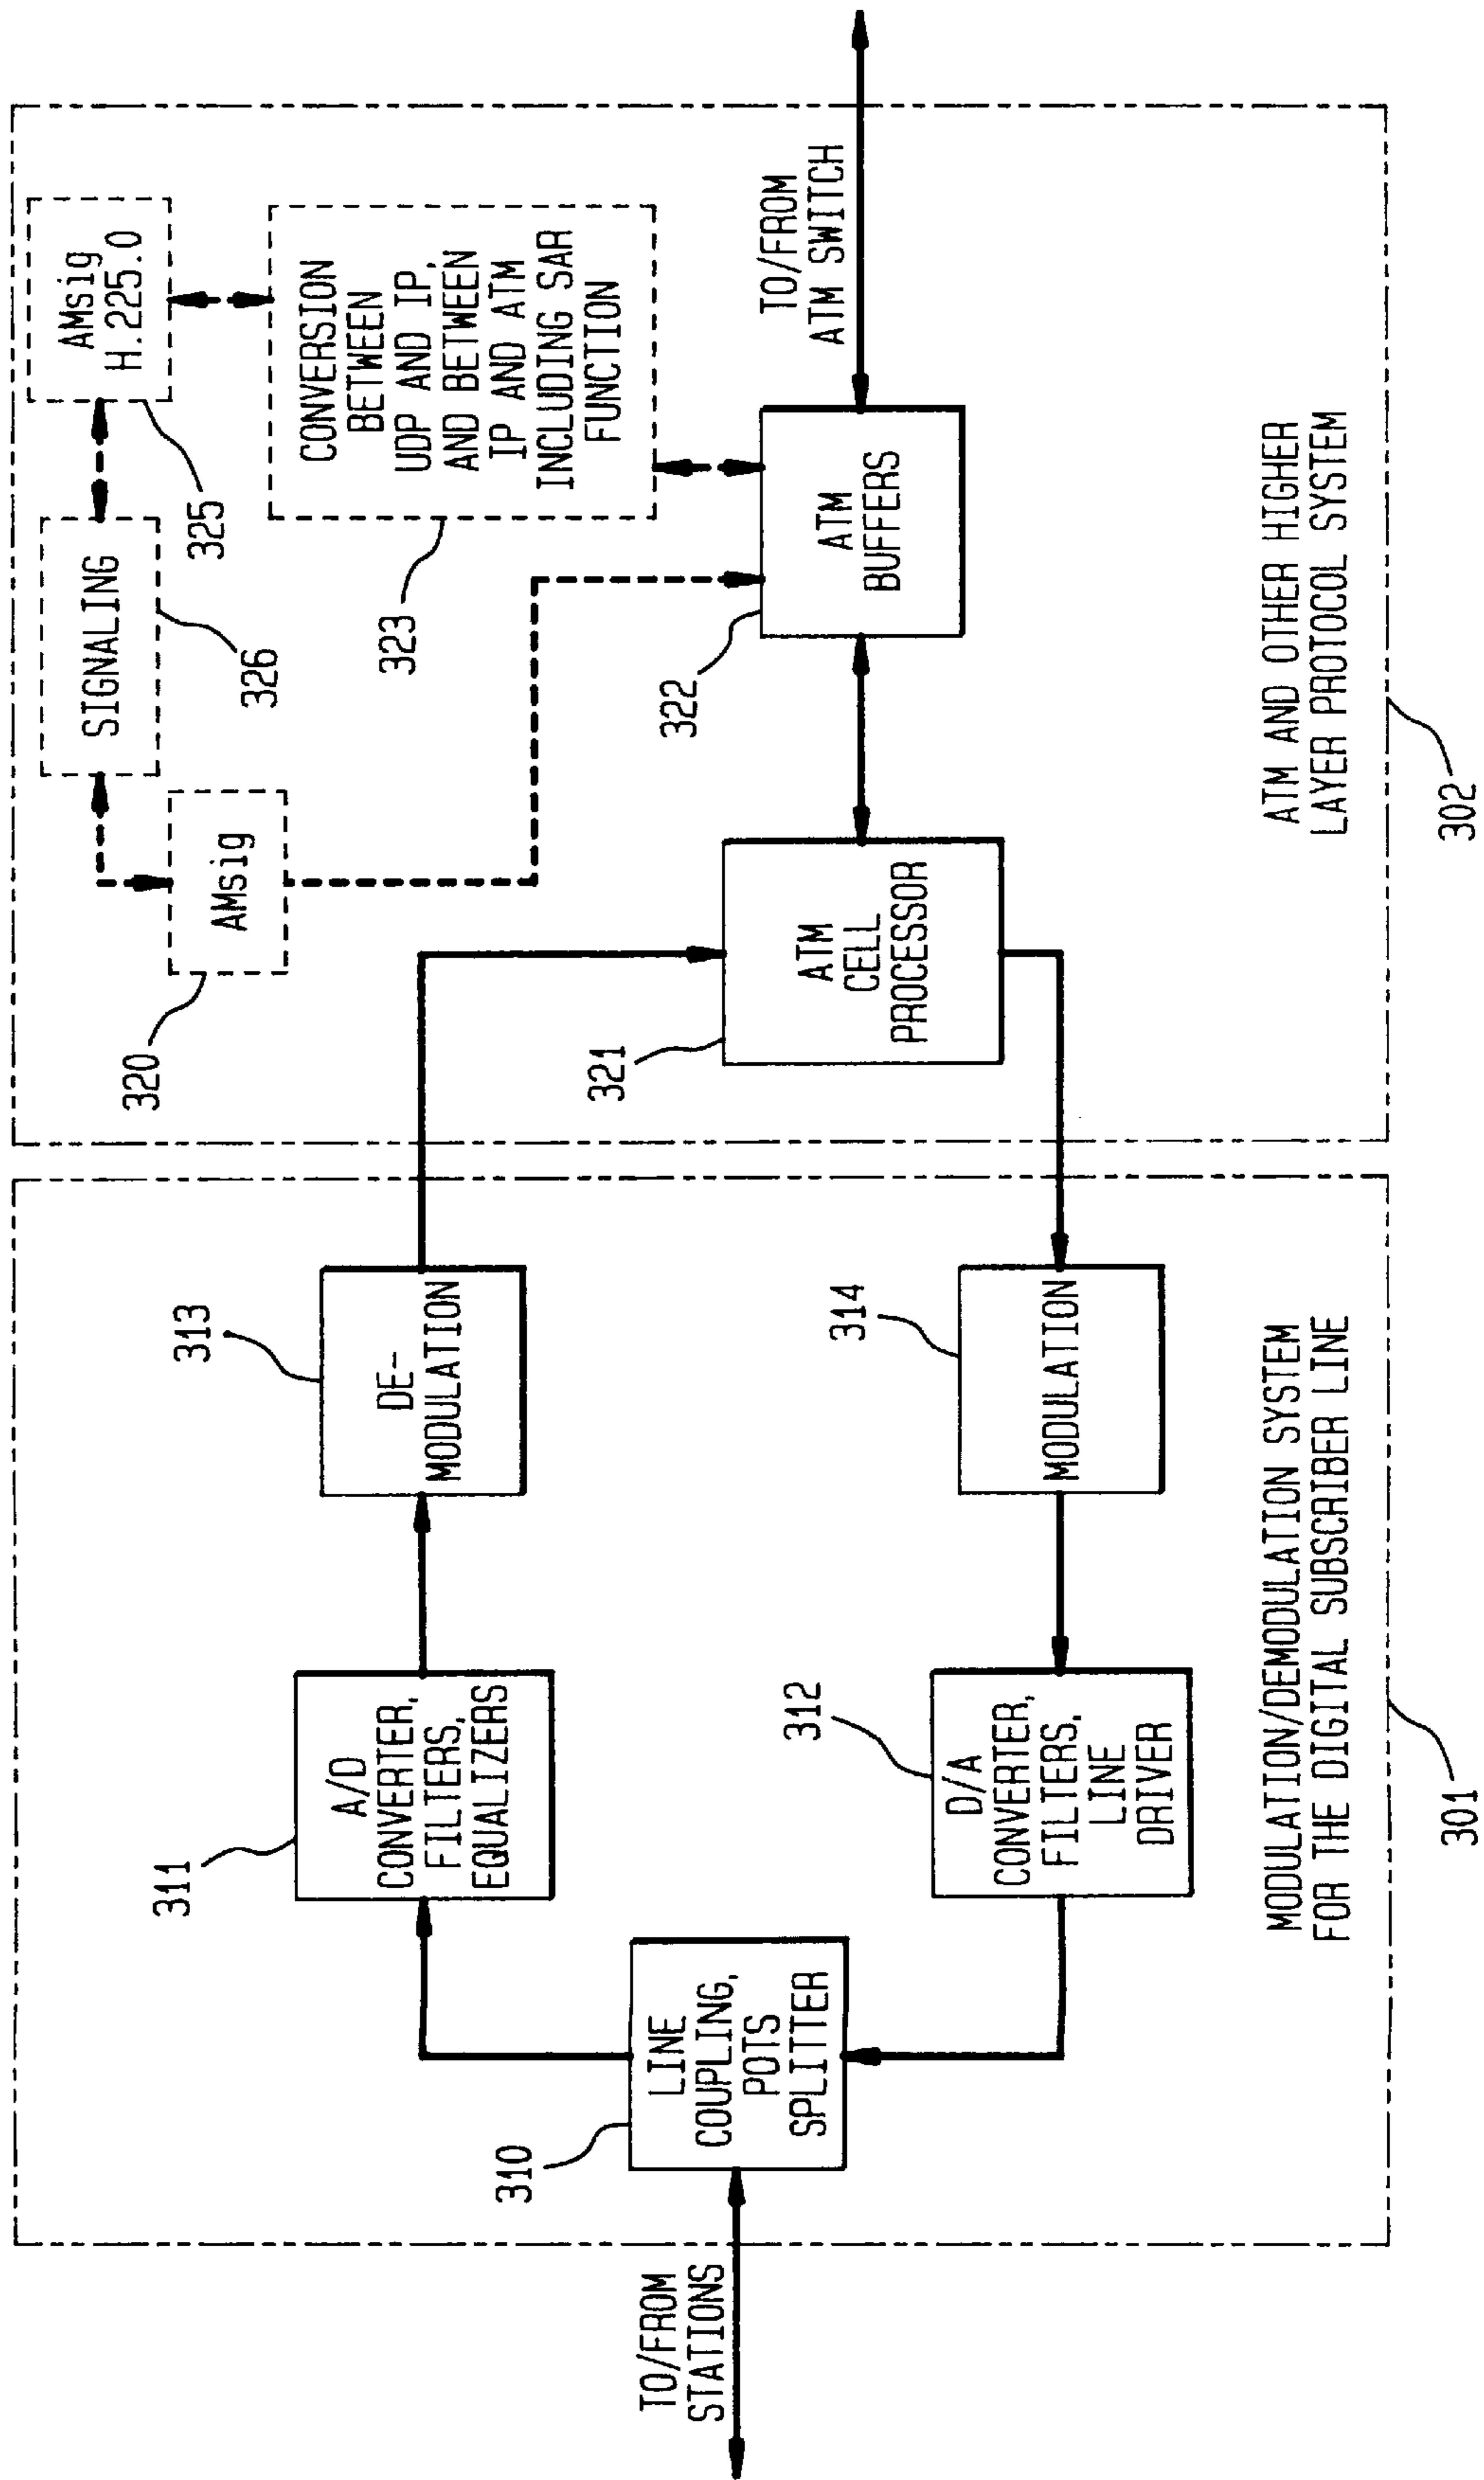 TO/FROM
STATIONS
310
LINE
COUPLING,
POTS
SPLITTER
311
A/D
CONVERTER,
FILTERS,
EQUALIZERS
312
D/A
CONVERTER,
FILTERS,
LINE
DRIVER
313
DE-
MODULATION
314
MODULATION
MODULATION/DEMODULATION SYSTEM
FOR THE DIGITAL SUBSCRIBER LINE
301
320
AMsig
SIGNALING
326
AMsig
H.225.0
325
CONVERSION
BETWEEN
UDP AND IP,
AND BETWEEN
IP AND ATM
INCLUDING SAR
FUNCTION
323
321
ATM
CELL
PROCESSOR
322
ATM
BUFFERS
TO/FROM
ATM SWITCH
ATM AND OTHER HIGHER
LAYER PROTOCOL SYSTEM
302